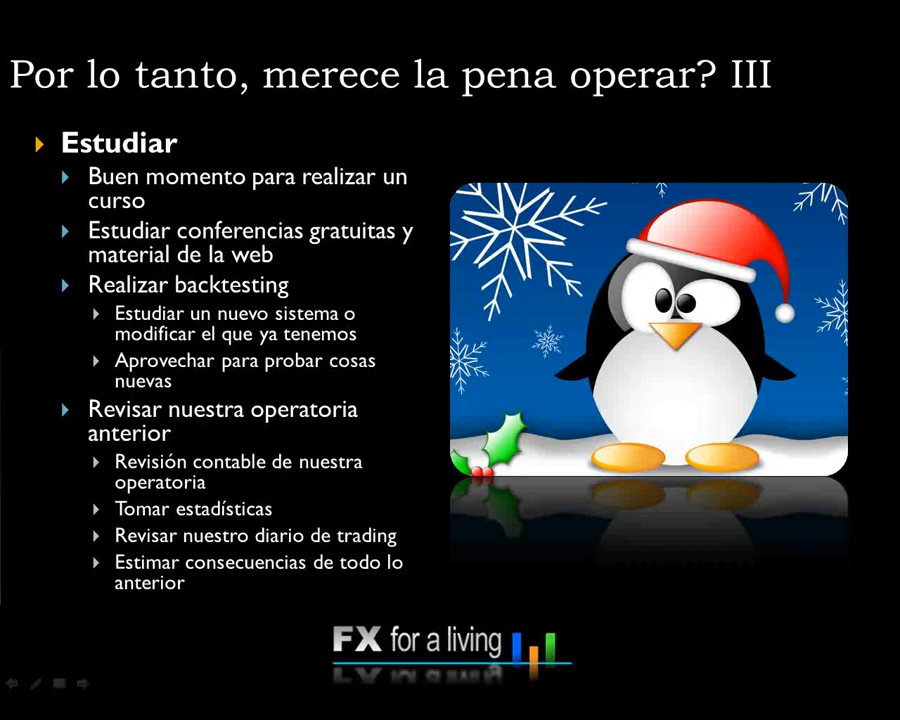 Por lo tanto, merece la pena operar? III
Estudiar
Buen momento para realizar un
curso
Estudiar conferencias gratuitas y
material de la web
Realizar backtesting
Estudiar un nuevo sistema o
modificar el que ya tenemos
Aprovechar para probar cosas
nuevas
Revisar nuestra operatoria
anterior
Revisión contable de nuestra
operatoria
Tomar estadísticas
Revisar nuestro diario de trading
Estimar consecuencias de todo lo
anterior
FX for a living